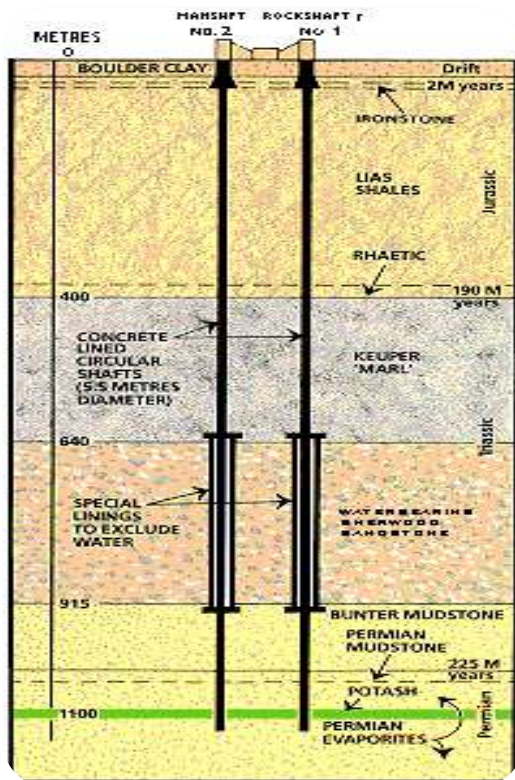 MANSHFT ROCKSHAFT r
NO. 2 NO 1
METRES
0
BOULDER CLAY
Drift
2M years
IRONSTONE
LIAS
SHALES
Jurassic
RHAETIC
400
190 M
years
CONCRETE
LINED
CIRCULAR
SHAFTS
(5.5 METRES
DIAMETER)
KEUPER
'MARL'
Triassic
640
SPECIAL
LININGS
TO EXCLUDE
WATER
WATERBEARING
SHERWOOD
SANDSTONE
915
BUNTER MUDSTONE
PERMIAN
MUDSTONE
225 M
years
POTASH
1100
PERMIAN
EVAPORITES
Permian